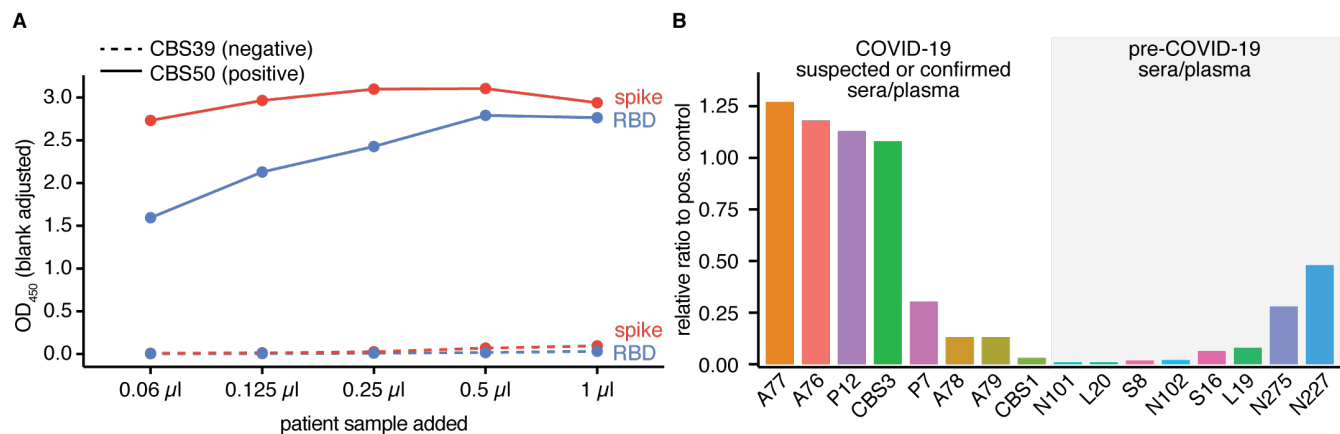 A
CBS39 (negative)
CBS50 (positive)
OD450 (blank adjusted)
3.0
2.5
2.0
1.5
1.0
0.5
0.0
spike
RBD
spike
RBD
0.06 µl
0.125 µl
0.25 µl
0.5 µl
1 µl
patient sample added
B
COVID-19
suspected or confirmed
sera/plasma
pre-COVID-19
sera/plasma
relative ratio to pos. control
1.25
1.00
0.75
0.50
0.25
0.00
A77
A76
P12
CBS3
P7
A78
A79
CBS1
N101
L20
S8
N102
S16
L19
N275
N227